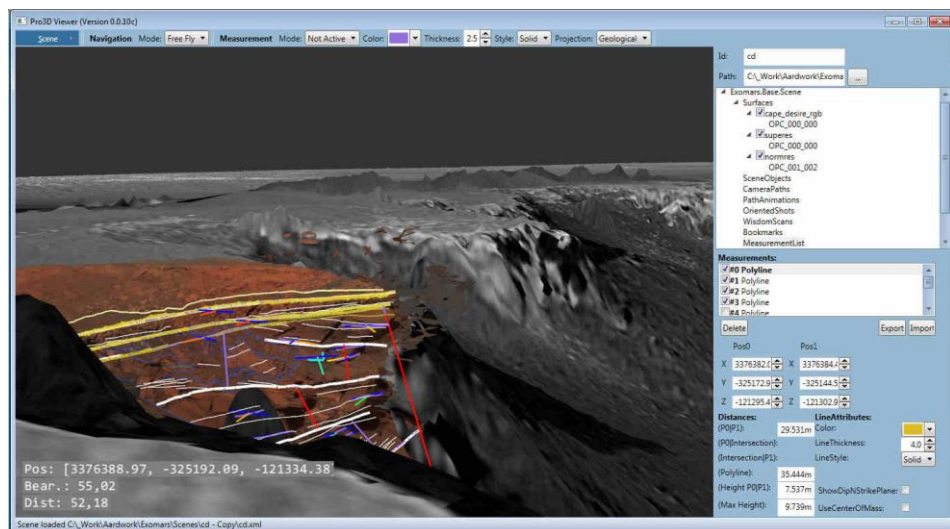 Pro3D Viewer (Version 0.0.10c)
Scene Navigation Mode: Free Fly Measurement Mode: Not Active Color: Thickness: 2.5 Style: Solid Projection: Geological
Id: cd
Path: C:\_Work\Aardwork\Exoma ...
Exomars.Base.Scene
Surfaces
cape_desire_rgb
OPC_000_000
superes
OPC_000_000
normres
OPC_001_002
SceneObjects
CameraPaths
PathAnimations
OrientedShots
WisdomScans
Bookmarks
MeasurementList
Measurements:
#0 Polyline
#1 Polyline
#2 Polyline
#3 Polyline
#4 Polyline
Delete Export Import
Pos0 Pos1
X 3376382.0 X 3376384.4
Y -325172.9 Y -325144.5
Z -121295.4 Z -121302.9
Distances: LineAttributes:
(P0|P1): 29.531m Color:
(P0|Intersection): LineThickness: 4.0
(Intersection|P1): LineStyle: Solid
(Polyline): 35.444m
(Height P0|P1): 7.537m ShowDipNStrikePlane:
(Max Height): 9.739m UseCenterOfMass:
Pos: [3376388.97, -325192.09, -121334.38
Bear.: 55,02
Dist: 52,18
Scene loaded C:\_Work\Aardwork\Exomars\Scenes\cd - Copy\cd.xml